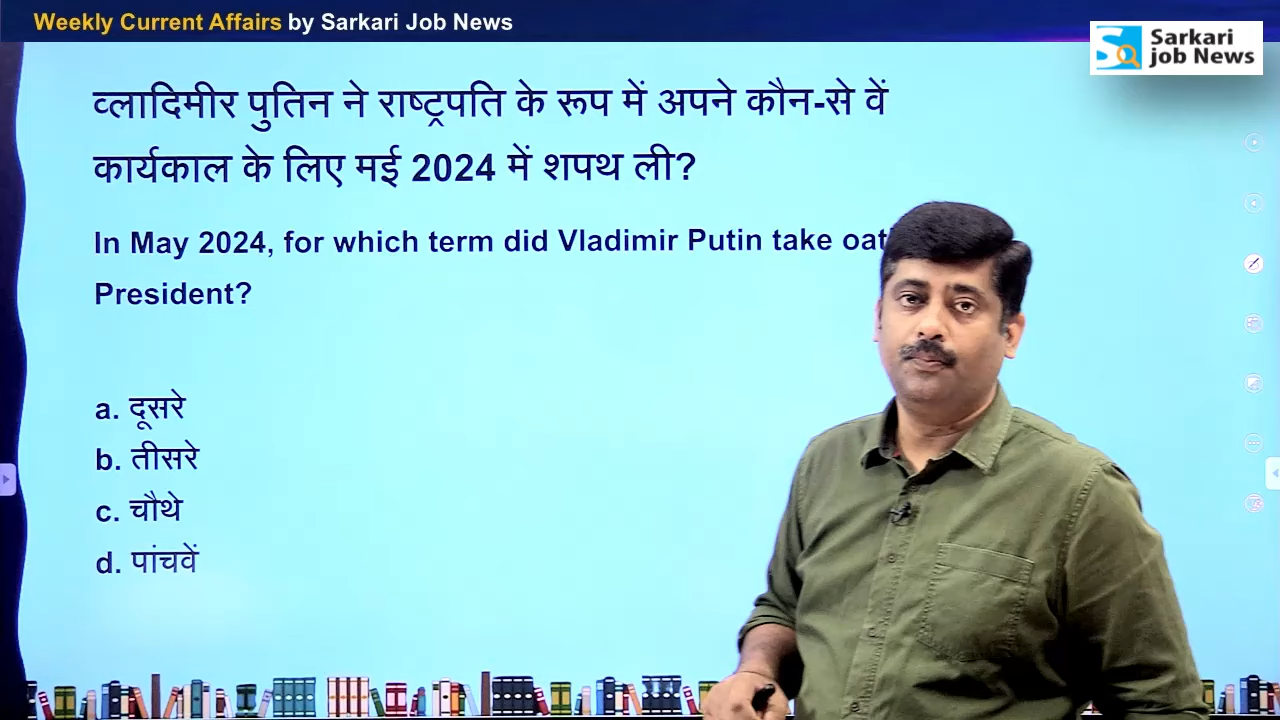 Weekly Current Affairs by Sarkari Job News
Sarkari
Job News
व्लादिमीर पुतिन ने राष्ट्रपति के रूप में अपने कौन-से वें
कार्यकाल के लिए मई 2024 में शपथ ली?
In May 2024, for which term did Vladimir Putin take
President?
a. दूसरे
b. तीसरे
c. चौथे
d. पांचवें